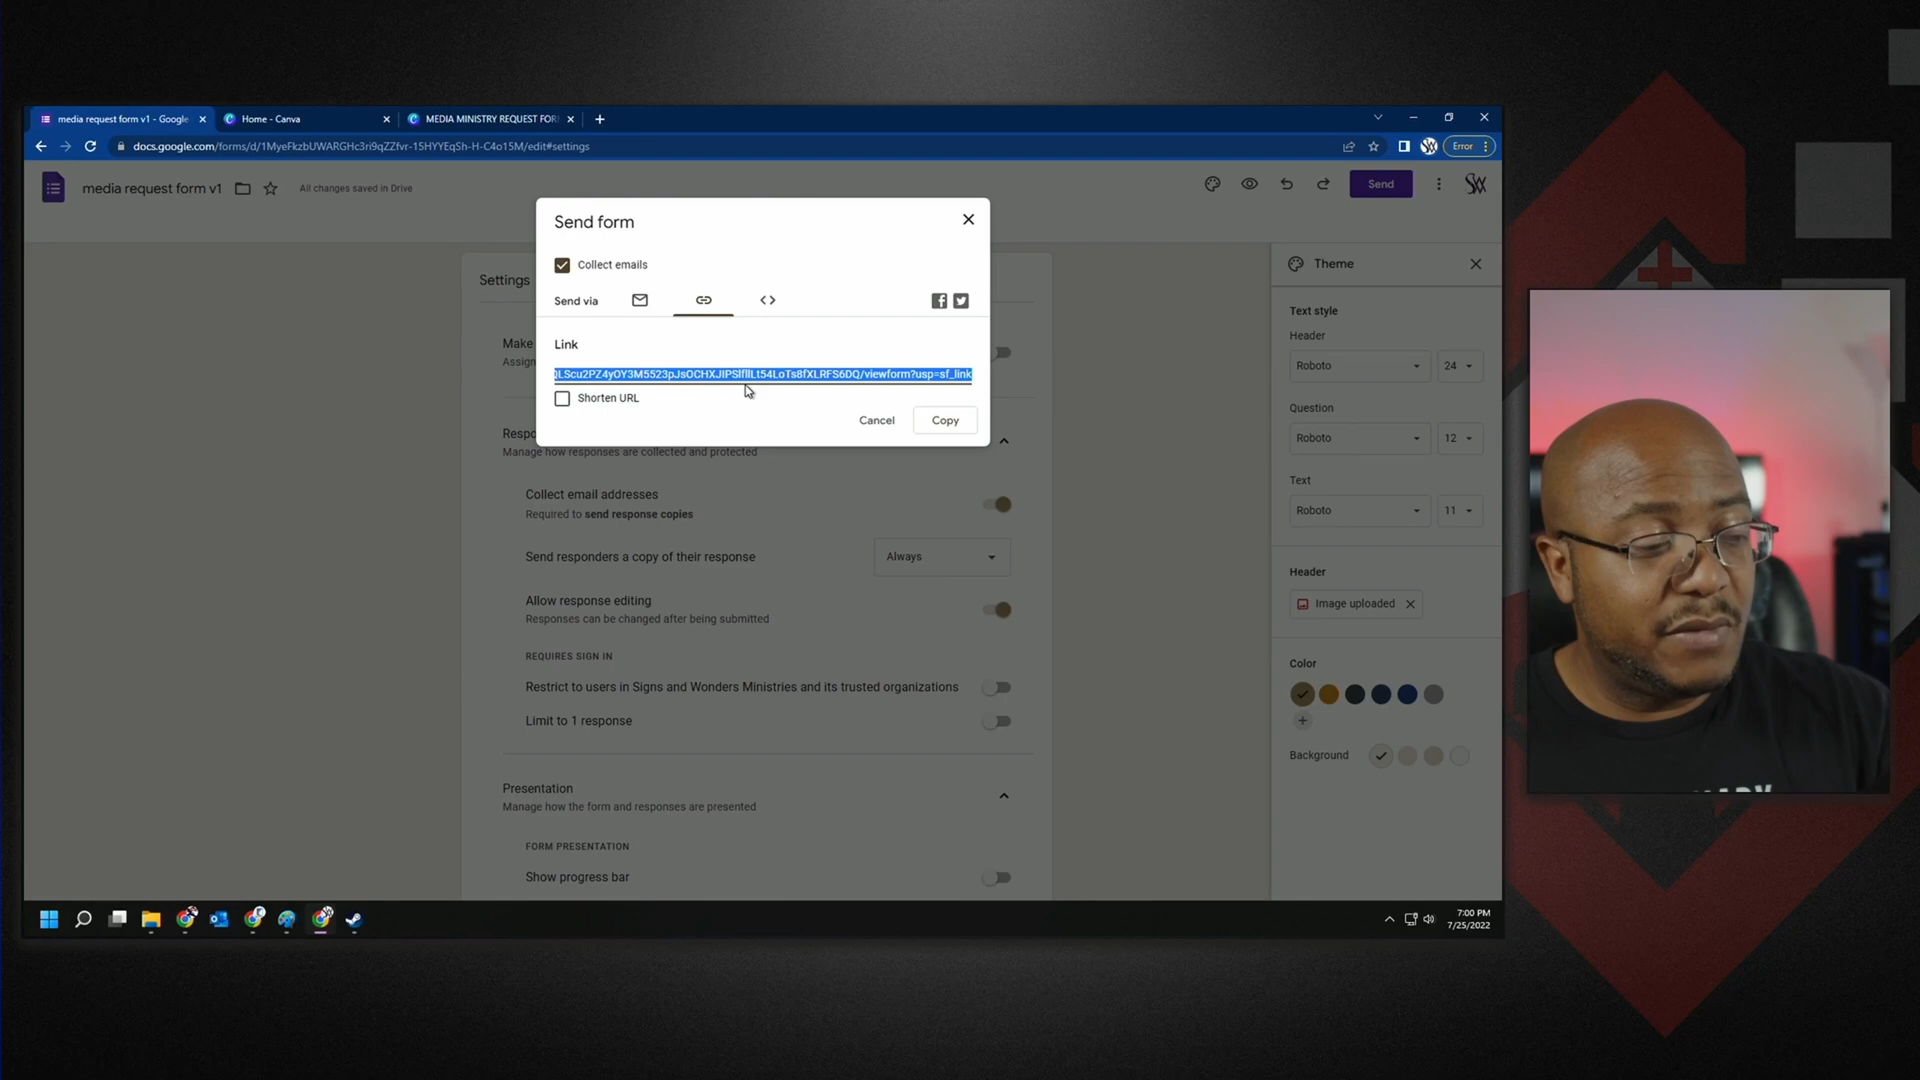 media request form v1 - Google
Home - Canva
MEDIA MINISTRY REQUEST FOR
docs.google.com/forms/d/1MyeFkzbUWARGHc3ri9qZZfvr-15HYYEqSh-H-C4o15M/edit#settings
Error
media request form v1
All changes saved in Drive
Send
Send form
Collect emails
Send via
Link
QLScu2PZ4yOY3M5523pJsOCHXJIPSlfllLt54LoTs8fXLRFS6DQ/viewform?usp=sf_link
Shorten URL
Cancel
Copy
Settings
Make
Assign
Respo
Manage how responses are collected and protected
Collect email addresses
Required to send response copies
Send responders a copy of their response
Always
Allow response editing
Responses can be changed after being submitted
REQUIRES SIGN IN
Restrict to users in Signs and Wonders Ministries and its trusted organizations
Limit to 1 response
Presentation
Manage how the form and responses are presented
FORM PRESENTATION
Show progress bar
Theme
Text style
Header
Roboto
24
Question
Roboto
12
Text
Roboto
11
Header
Image uploaded
Color
Background
7:00 PM
7/25/2022